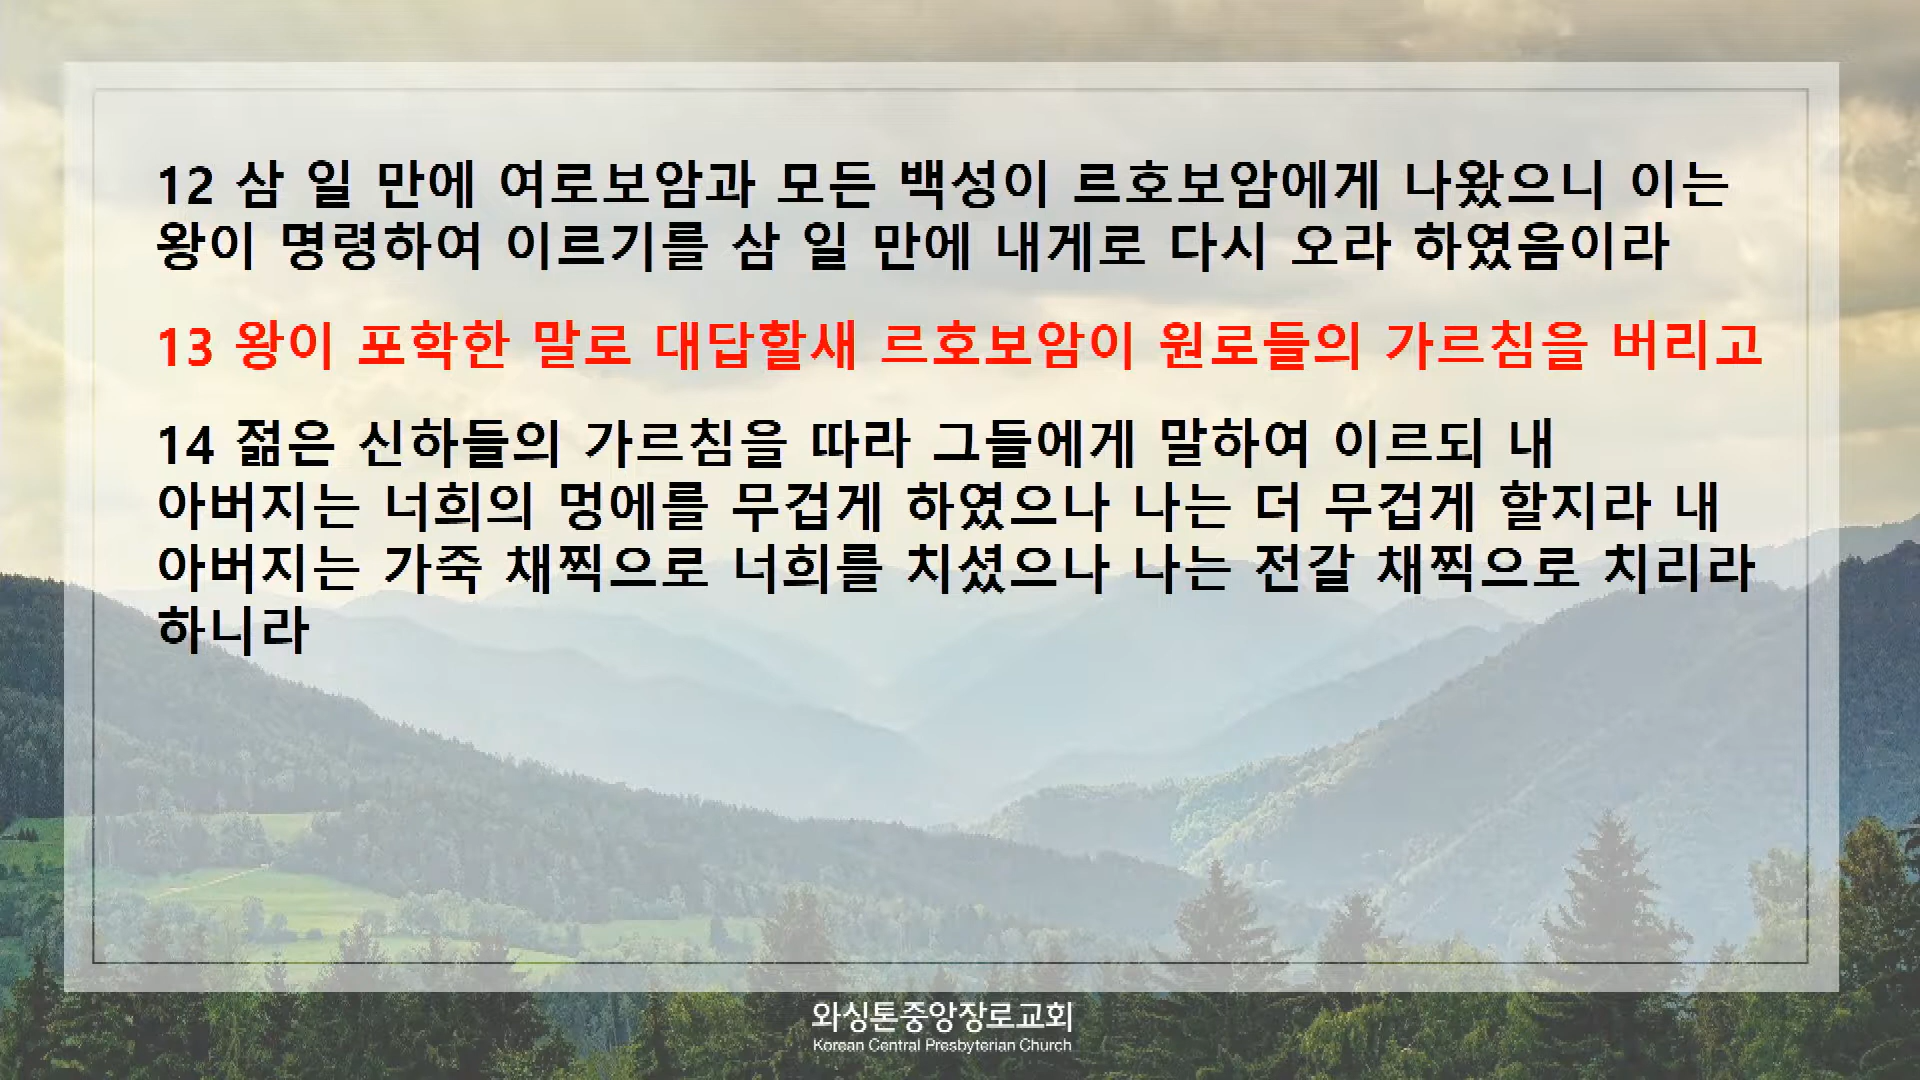 12 삼 일 만에 여로보암과 모든 백성이 르호보암에게 나왔으니 이는
왕이 명령하여 이르기를 삼 일 만에 내게로 다시 오라 하였음이라
13 왕이 포학한 말로 대답할새 르호보암이 원로들의 가르침을 버리고
14 젊은 신하들의 가르침을 따라 그들에게 말하여 이르되 내
아버지는 너희의 멍에를 무겁게 하였으나 나는 더 무겁게 할지라 내
아버지는 가죽 채찍으로 너희를 치셨으나 나는 전갈 채찍으로 치리라
하니라
와싱톤중앙장로교회
Korean Central Presbyterian Church